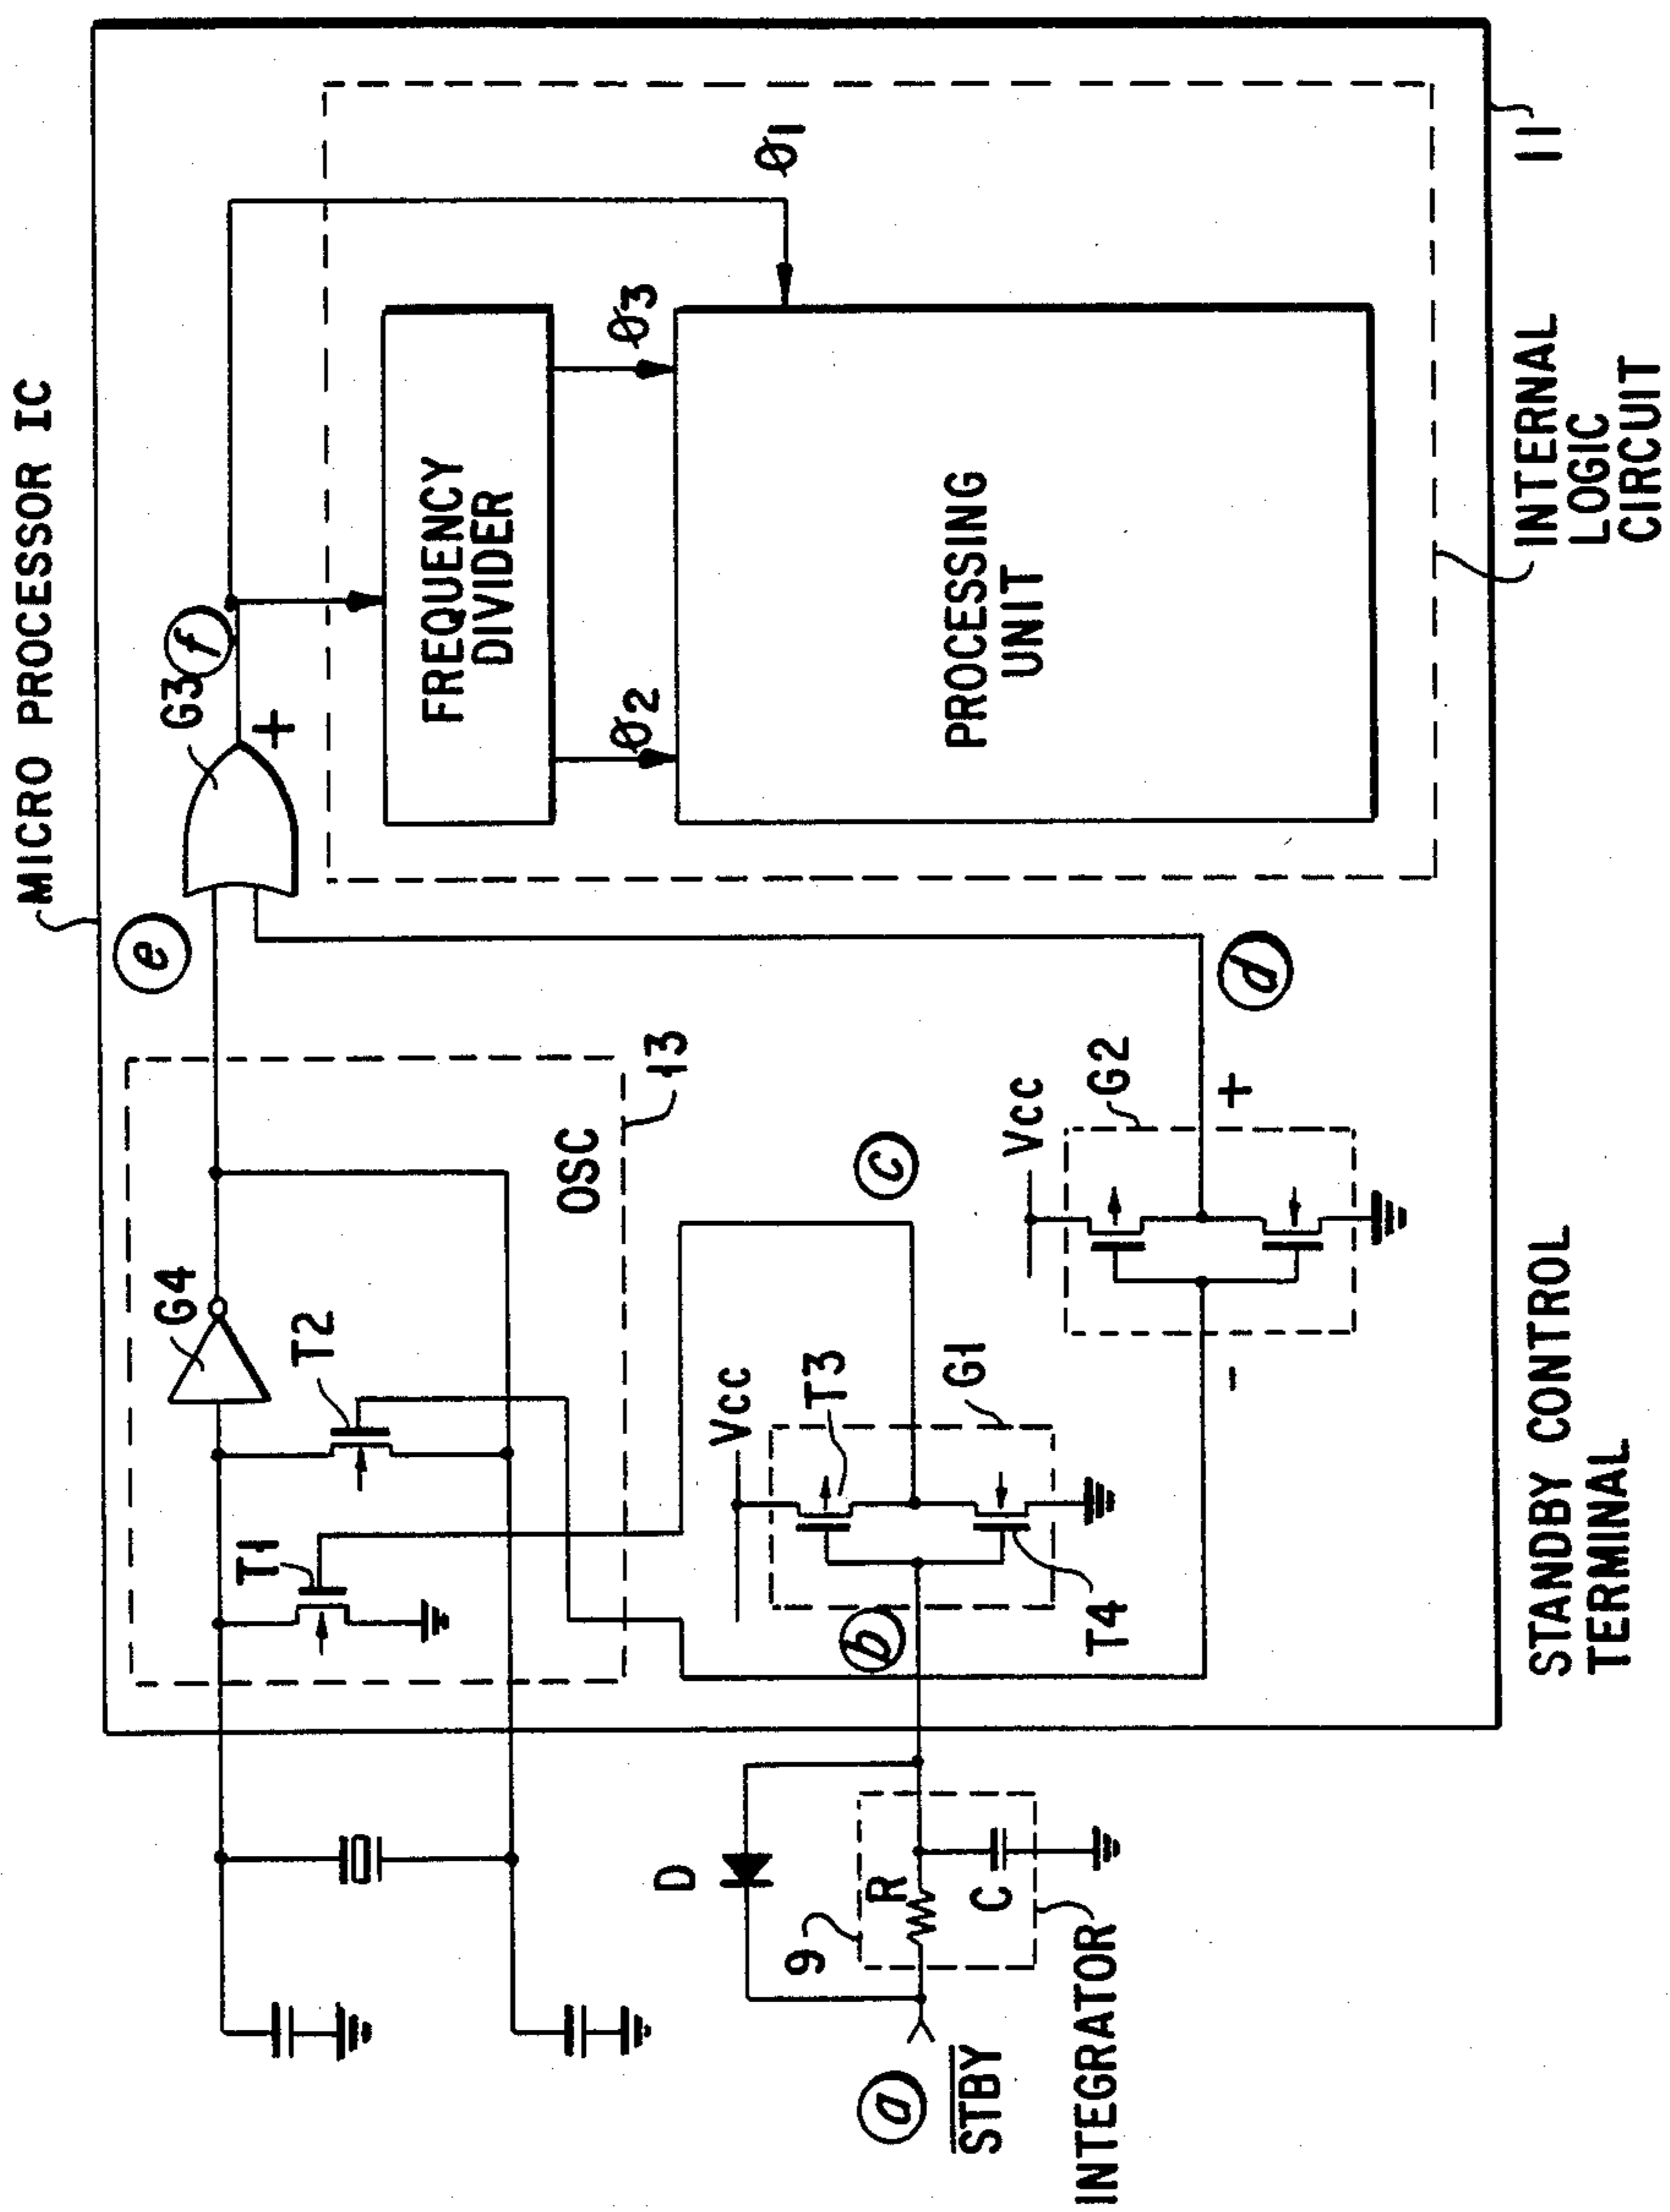 MICRO PROCESSOR IC
e
G3
f
+
13
OSC
G4
T2
T1
FREQUENCY
DIVIDER
Ø1
Ø2
Ø3
PROCESSING
UNIT
c
Vcc
T3
G1
b
T4
Vcc
G2
+
-
d
D
9
R
C
a
STBY
INTEGRATOR
STANDBY CONTROL
TERMINAL
INTERNAL
LOGIC
CIRCUIT
11